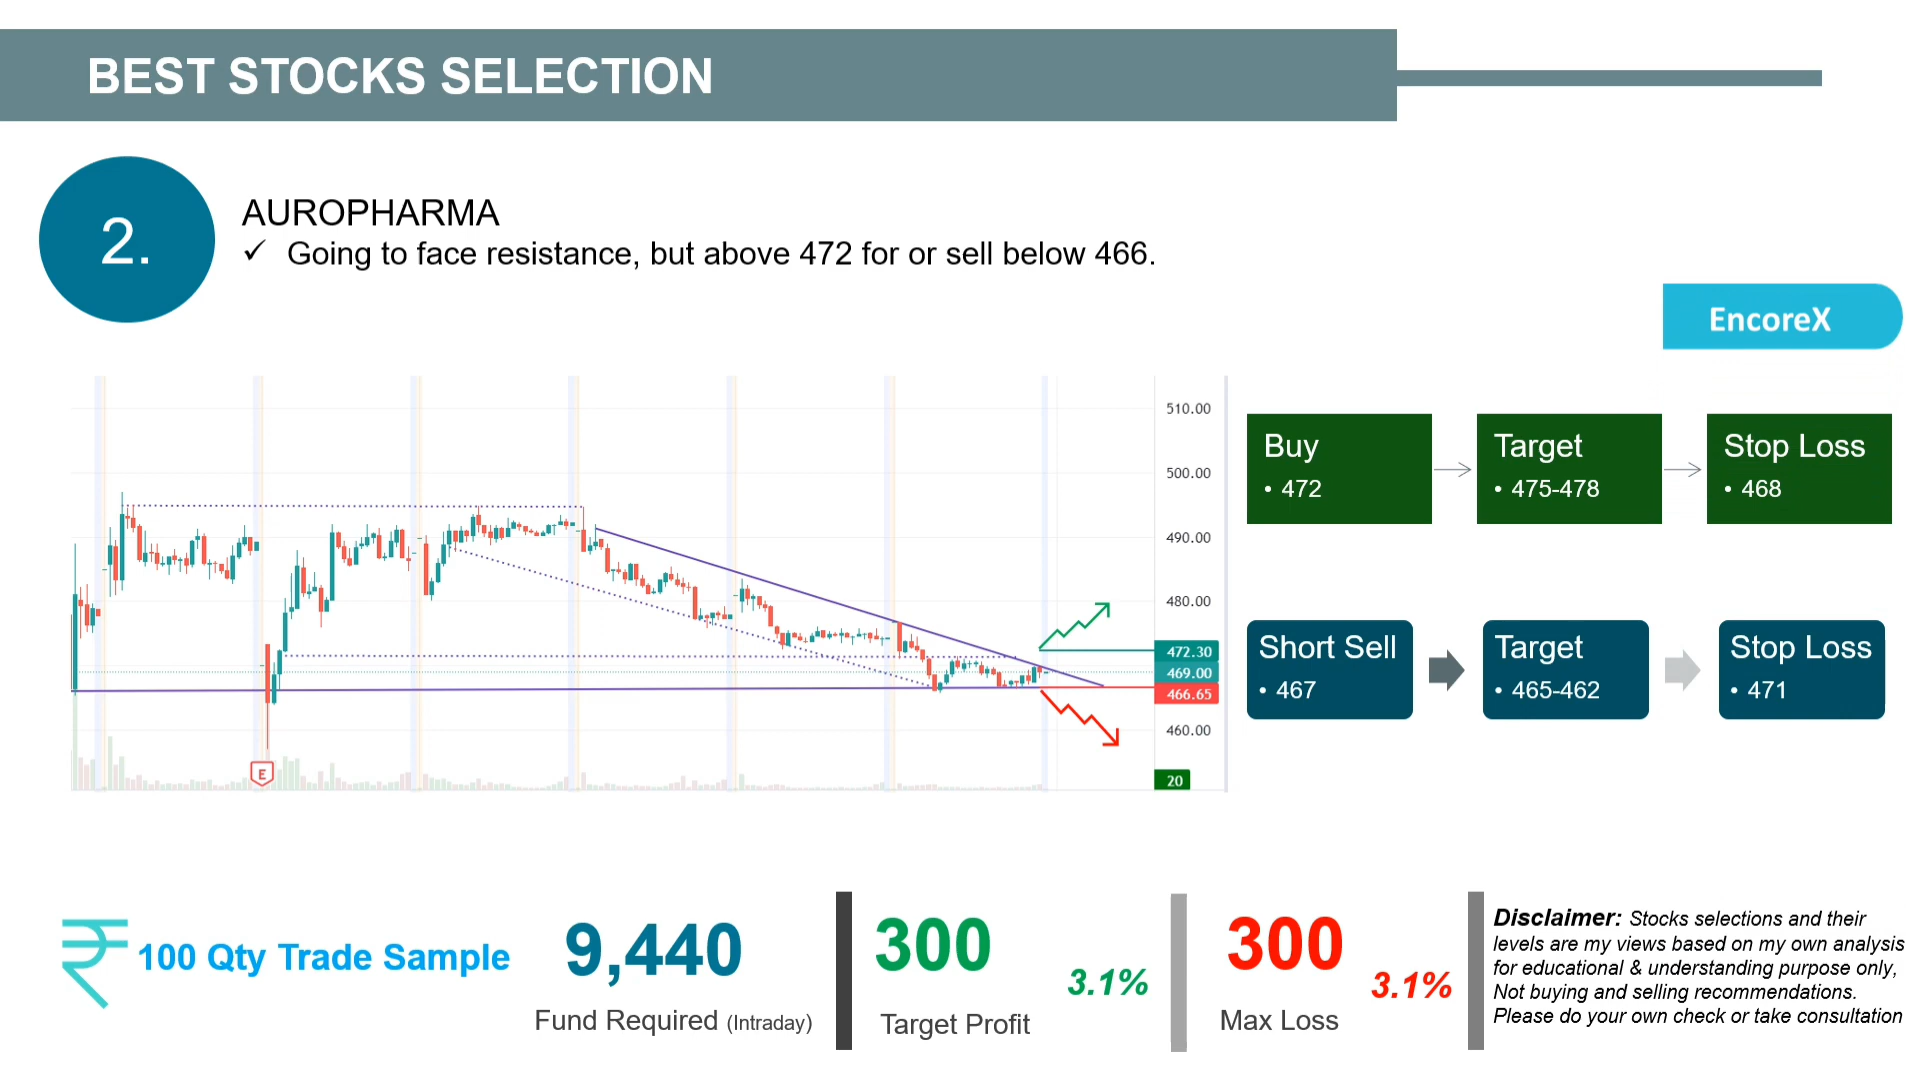 BEST STOCKS SELECTION
2.
AUROPHARMA
✓ Going to face resistance, but above 472 for or sell below 466.
EncoreX
510.00
500.00
490.00
480.00
472.30
469.00
466.65
460.00
20
E
Buy
• 472
Target
• 475-478
Stop Loss
• 468
Short Sell
• 467
Target
• 465-462
Stop Loss
• 471
₹ 100 Qty Trade Sample
9,440
Fund Required (Intraday)
300
3.1%
Target Profit
300
3.1%
Max Loss
Disclaimer: Stocks selections and their
levels are my views based on my own analysis
for educational & understanding purpose only,
Not buying and selling recommendations.
Please do your own check or take consultation